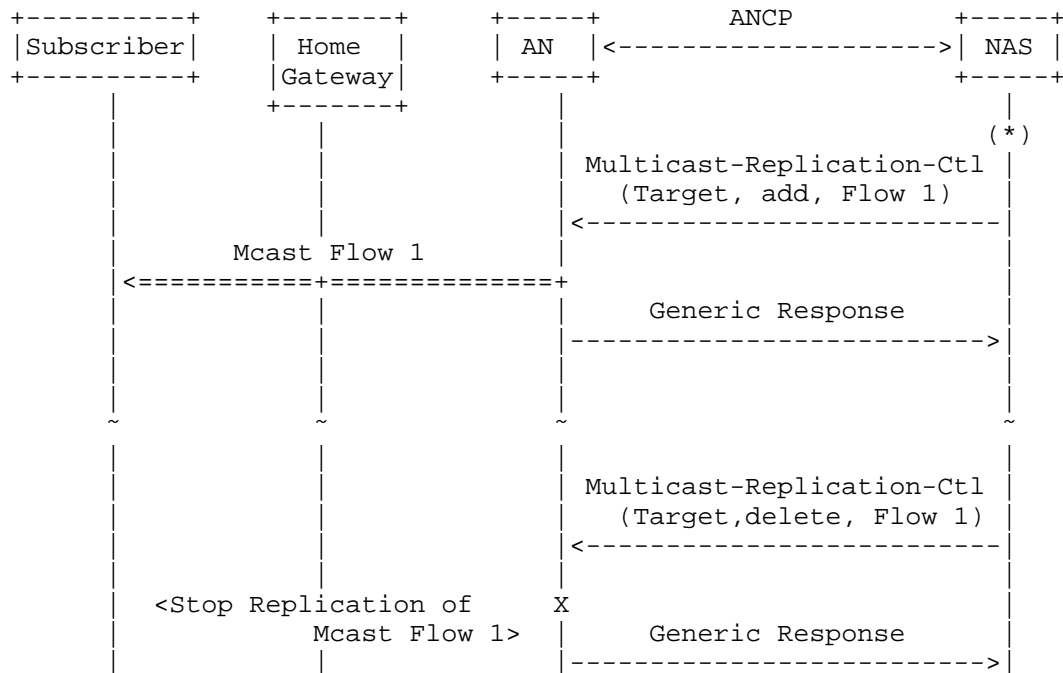 ANCP
Subscriber Home AN NAS
Gateway
(*)
Multicast-Replication-Ctl
(Target, add, Flow 1)
Mcast Flow 1
Generic Response
Multicast-Replication-Ctl
(Target,delete, Flow 1)
<Stop Replication of X
Mcast Flow 1> Generic Response